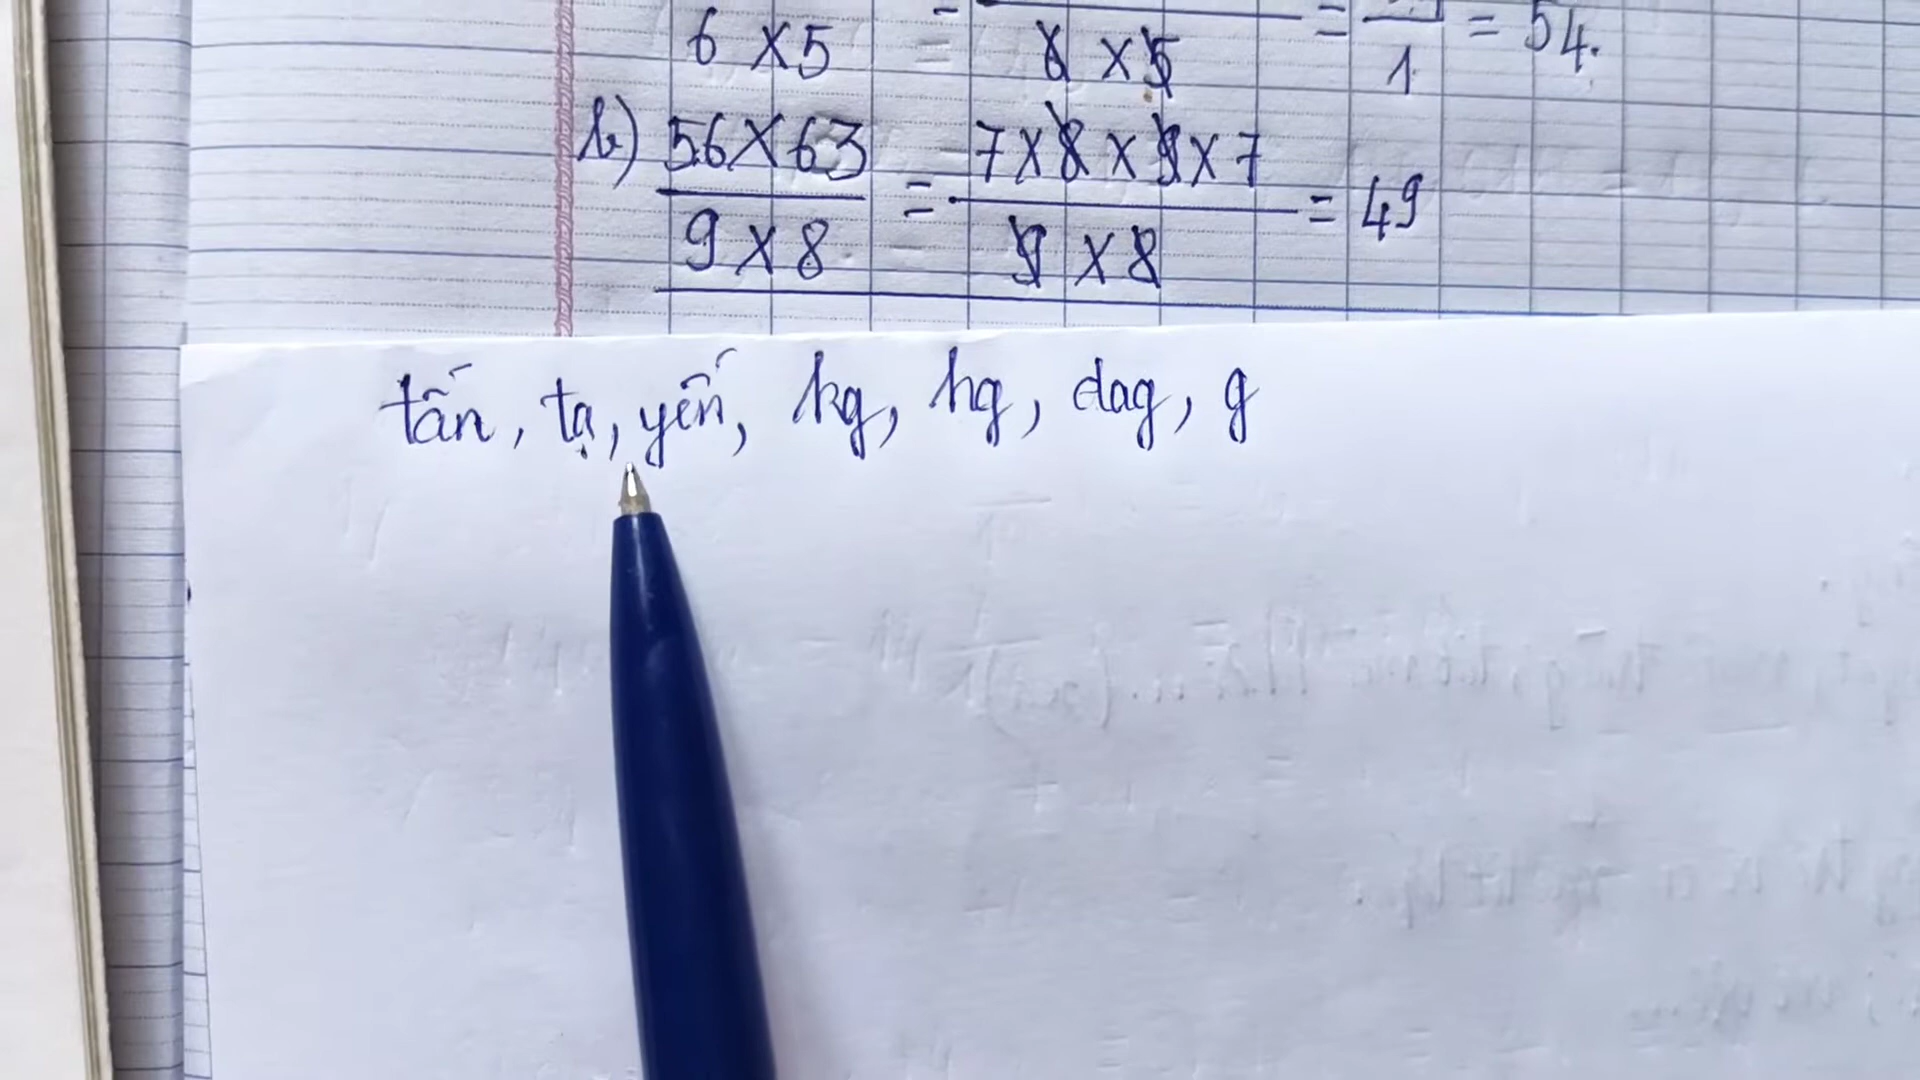 6 × 5 = 6 × 5 = 1 = 54.
b) 56 × 63 = 7 × 8 × 9 × 7 = 49
9 × 8 9 × 8
tấn, tạ, yến, kg, hg, dag, g